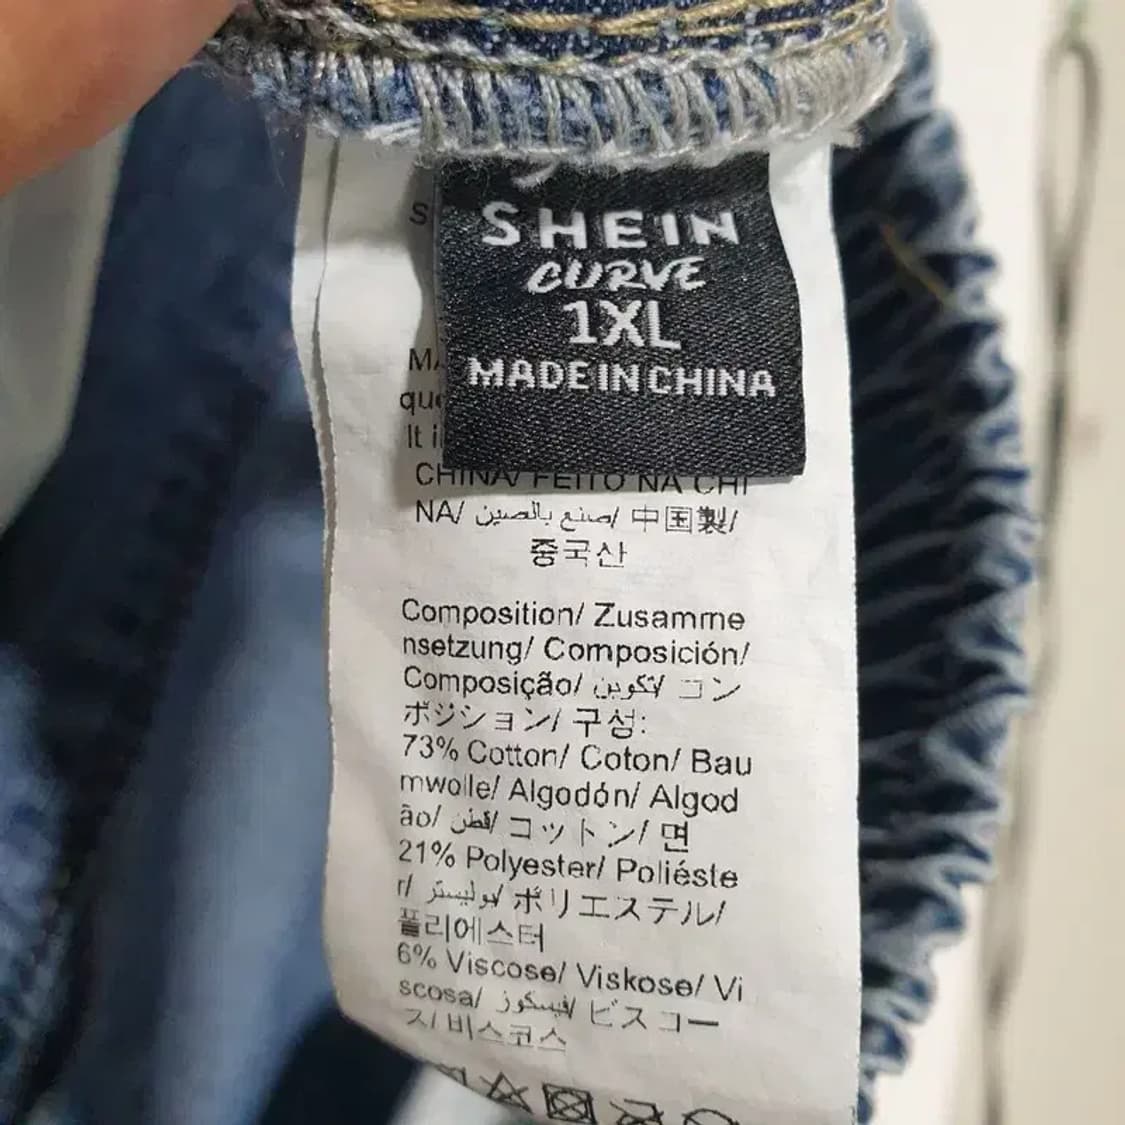 SHEIN
CURVE
1XL
MADE IN CHINA
S
MA
que
It i
CHINA/ FEITO NA CHI
NA/ صنع بالصين/ 中国製/
중국산
Composition/ Zusamme
nsetzung/ Composición/
Composição/ تكوين/ コン
ポジション/ 구성:
73% Cotton/ Coton/ Bau
mwolle/ Algodón/ Algod
ão/ قطن/ コットン/ 면
21% Polyester/ Poliéste
r/ بوليستر/ ポリエステル/
폴리에스터
6% Viscose/ Viskose/ Vi
scosa/ فيسكوز/ ビスコー
ス/ 비스코스